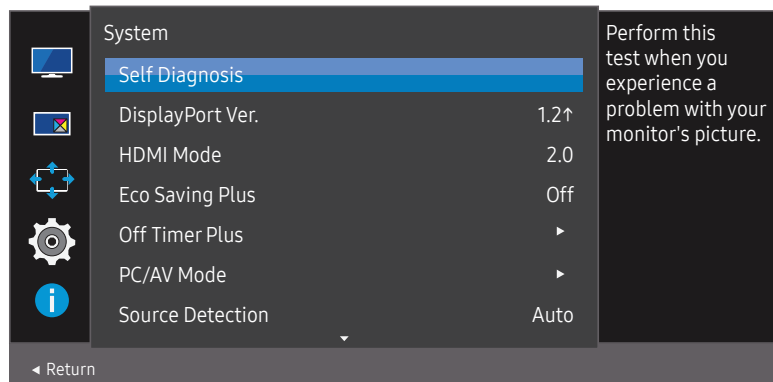 System
Self Diagnosis
DisplayPort Ver. 1.2↑
HDMI Mode 2.0
Eco Saving Plus Off
Off Timer Plus ▸
PC/AV Mode ▸
Source Detection Auto
Perform this
test when you
experience a
problem with your
monitor's picture.
◂ Return